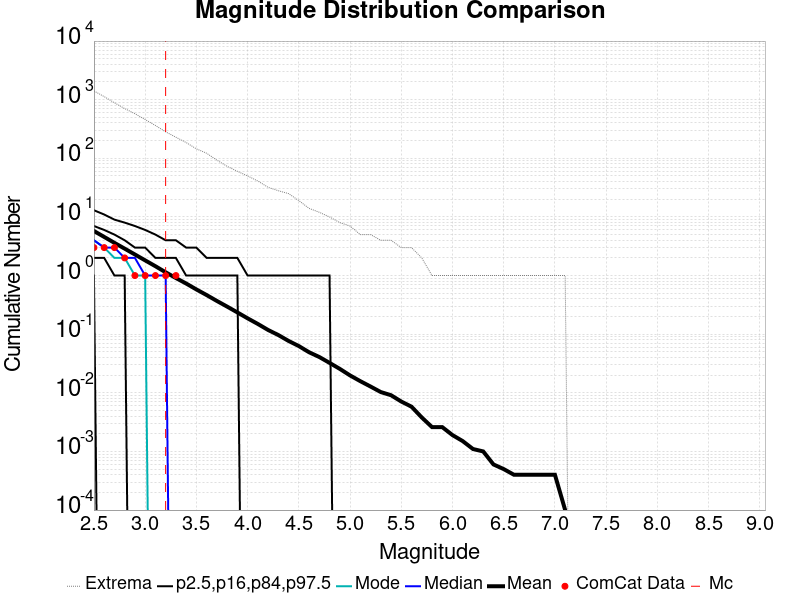 Magnitude Distribution Comparison
10^4
10^3
10^2
10^1
10^0
10^-1
10^-2
10^-3
10^-4
Cumulative Number
2.5 3.0 3.5 4.0 4.5 5.0 5.5 6.0 6.5 7.0 7.5 8.0 8.5 9.0
Magnitude
Extrema p2.5,p16,p84,p97.5 Mode Median Mean ComCat Data Mc